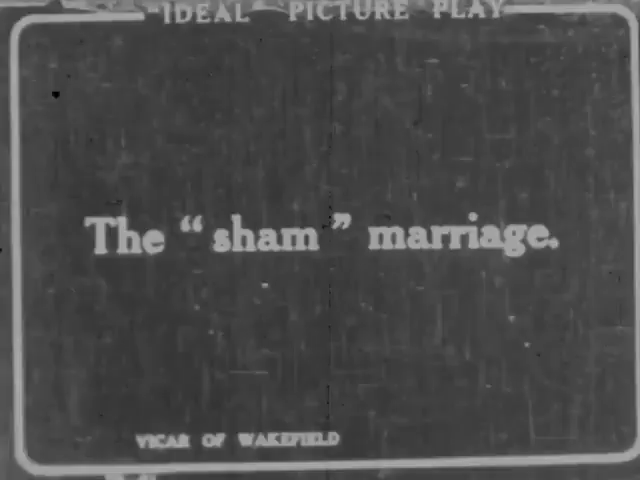 "IDEAL PICTURE PLAY
The "sham" marriage.
VICAR OF WAKEFIELD